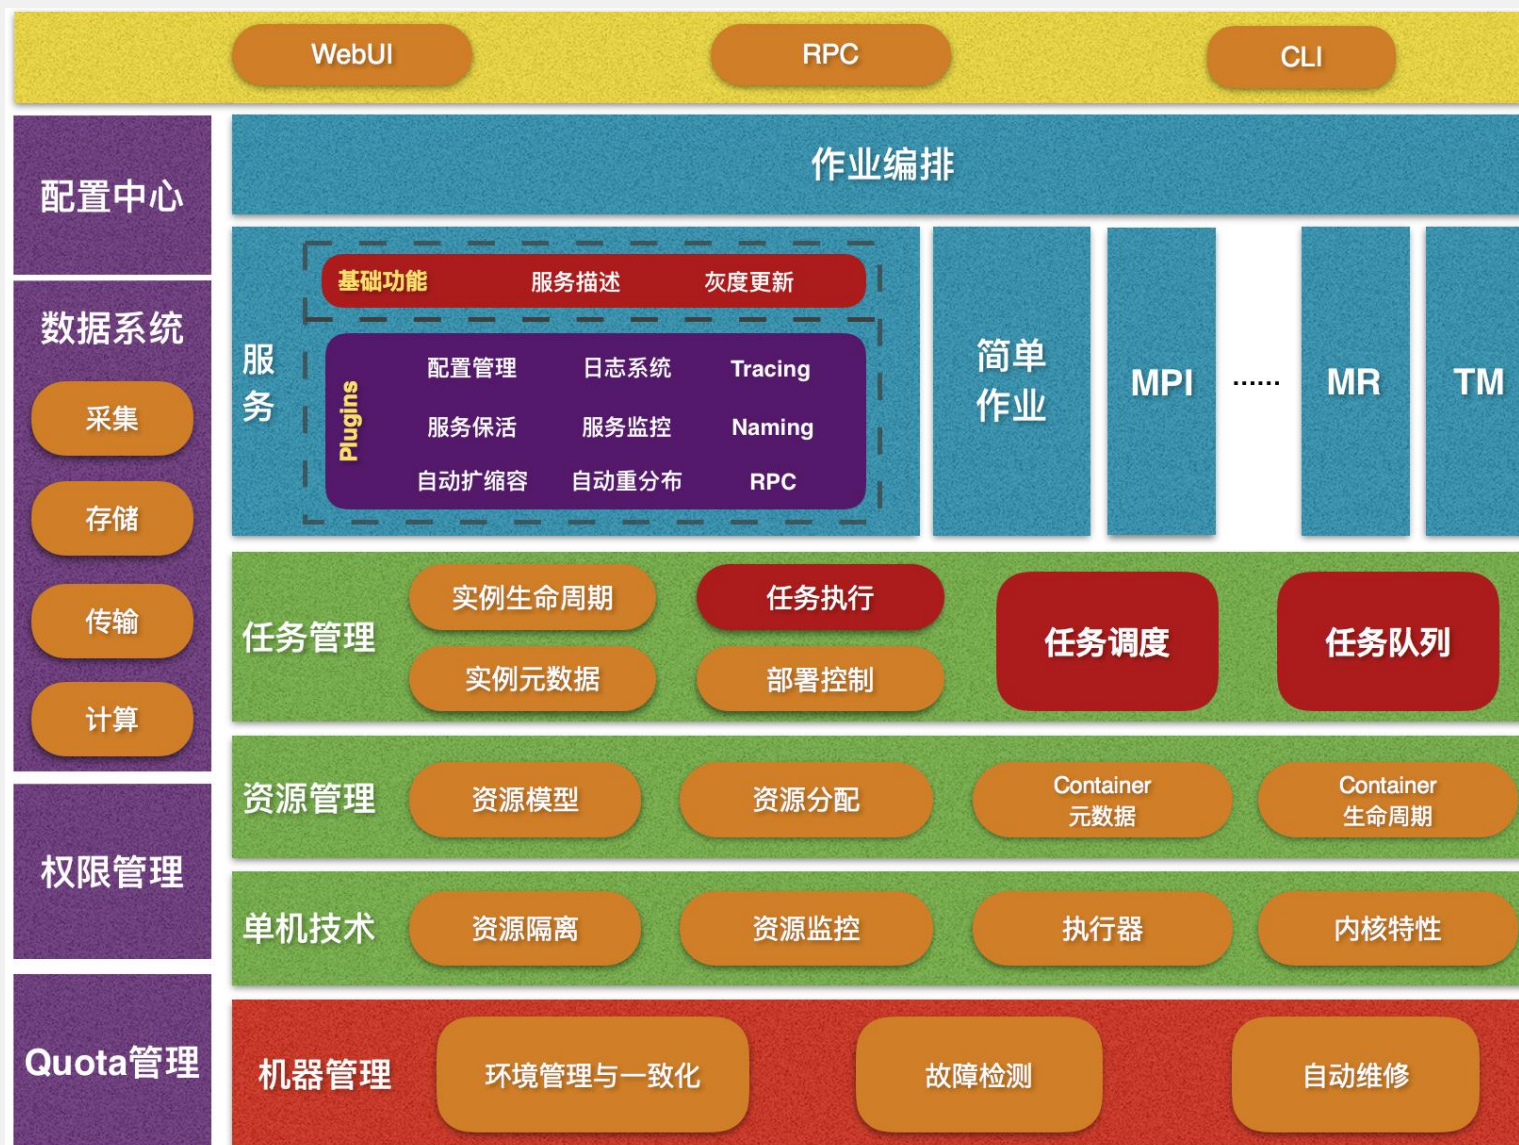 WebUI
RPC
CLI
配置中心
数据系统
采集
存储
传输
计算
权限管理
Quota管理
作业编排
服
务
基础功能 服务描述 灰度更新
Plugins
配置管理 日志系统 Tracing
服务保活 服务监控 Naming
自动扩缩容 自动重分布 RPC
简单
作业
MPI
......
MR
TM
任务管理
实例生命周期
任务执行
实例元数据
部署控制
任务调度
任务队列
资源管理
资源模型
资源分配
Container
元数据
Container
生命周期
单机技术
资源隔离
资源监控
执行器
内核特性
机器管理
环境管理与一致化
故障检测
自动维修